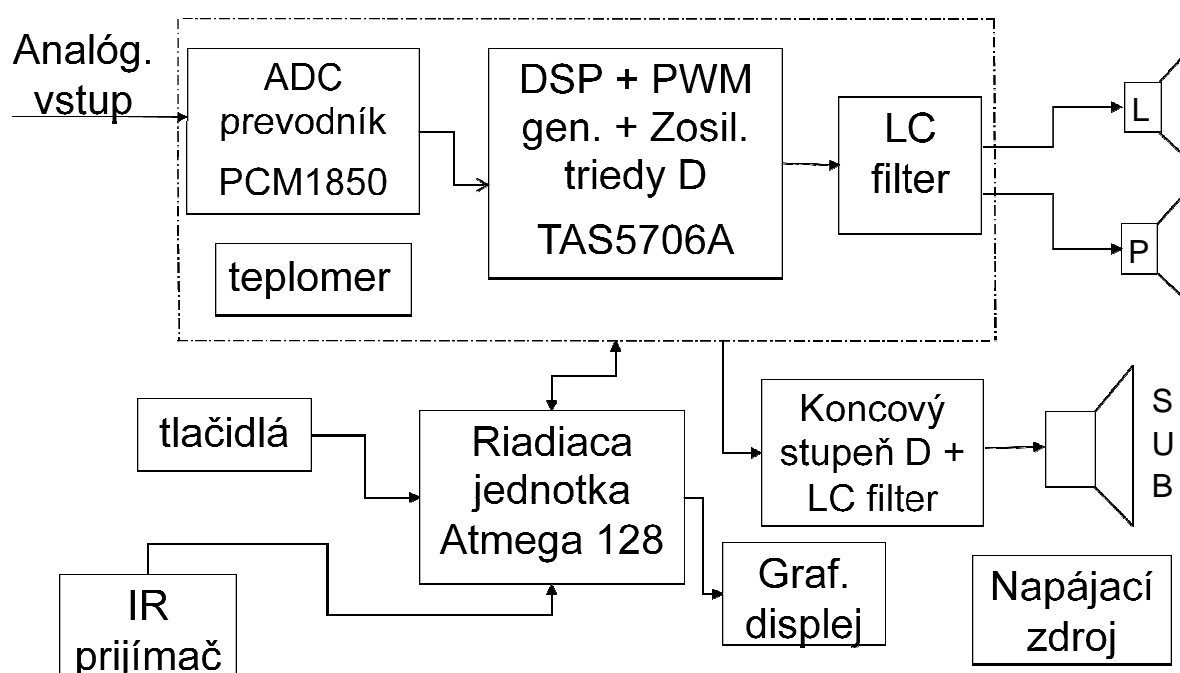 Analóg.
vstup
ADC
prevodník
PCM1850
DSP + PWM
gen. + Zosil.
triedy D
TAS5706A
LC
filter
L
P
teplomer
tlačidlá
Riadiaca
jednotka
Atmega 128
Koncový
stupeň D +
LC filter
S
U
B
IR
prijímač
Graf.
displej
Napájací
zdroj